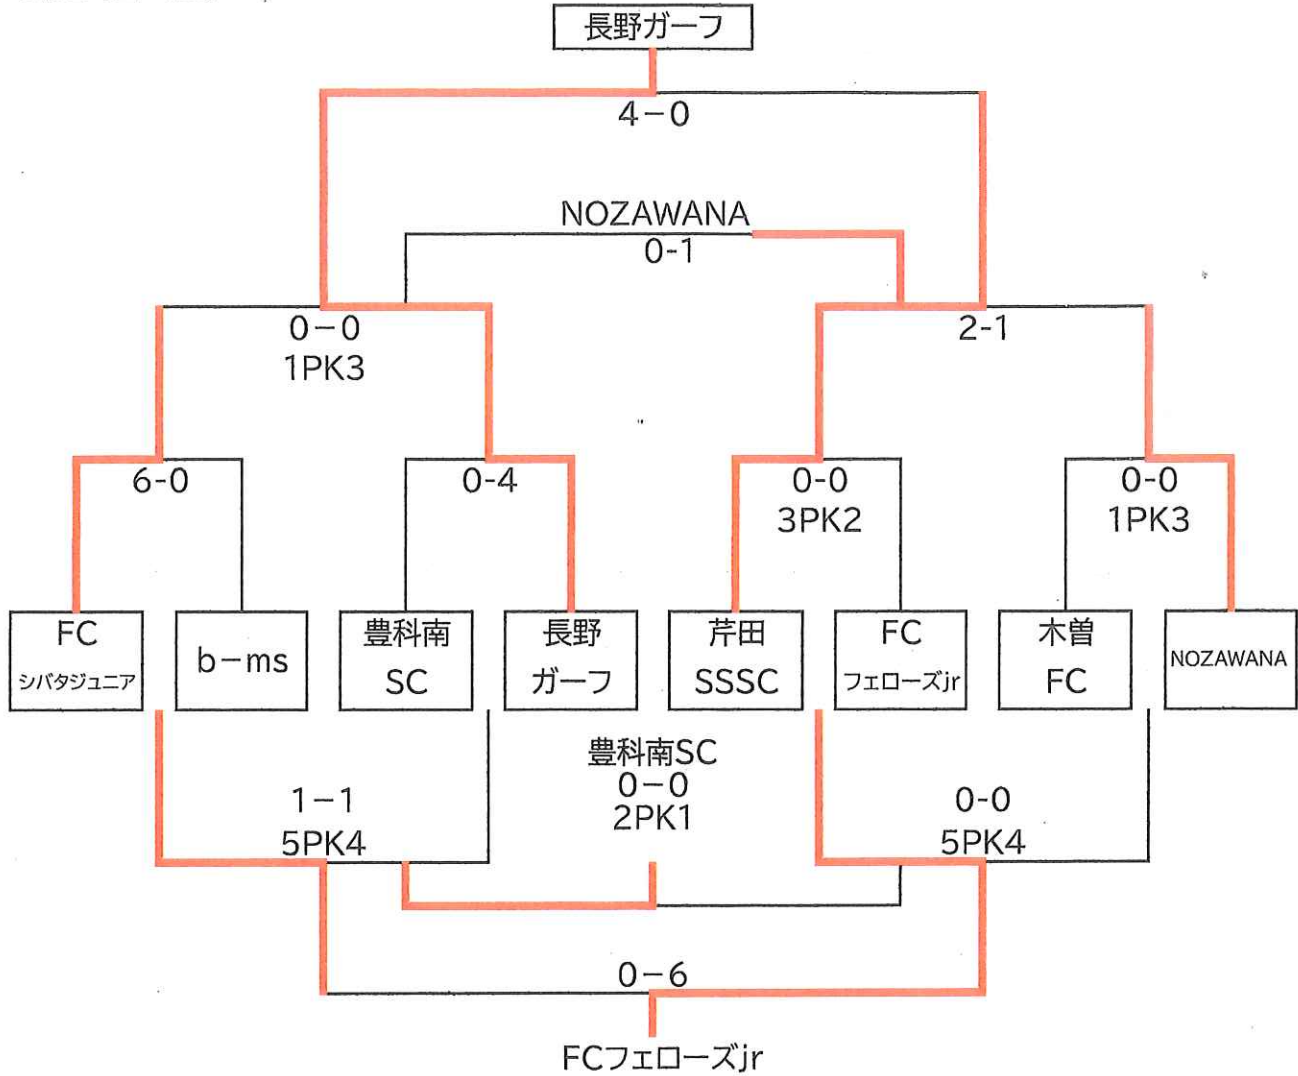 長野ガーフ
4−0
NOZAWANA
0-1
0−0
1PK3
2-1
6-0
0-4
0-0
3PK2
0-0
1PK3
FC
シバタジュニア
b−ms
豊科南
SC
長野
ガーフ
芹田
SSSC
FC
フェローズjr
木曽
FC
NOZAWANA
豊科南SC
0−0
2PK1
1−1
5PK4
0-0
5PK4
0−6
FCフェローズjr